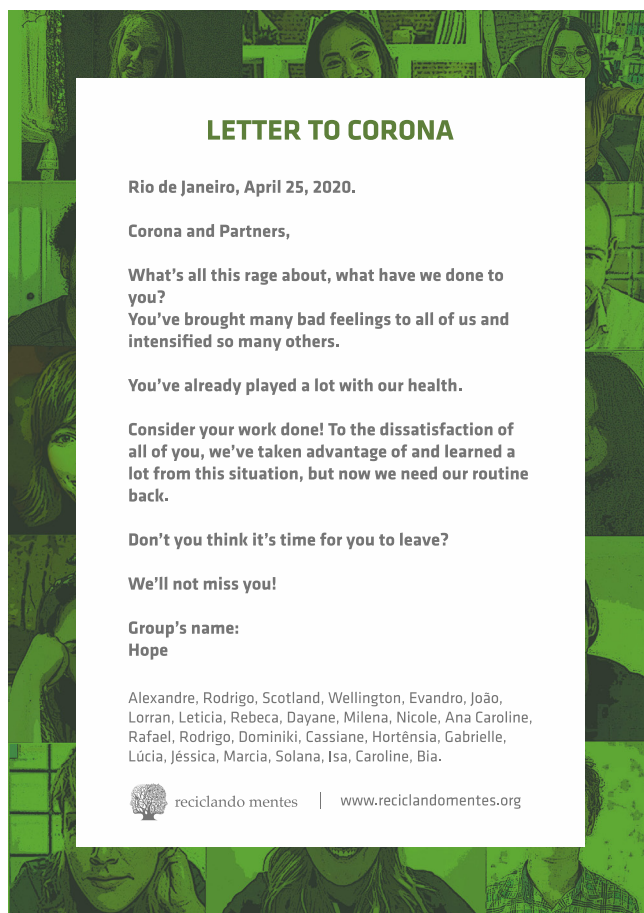 LETTER TO CORONA
Rio de Janeiro, April 25, 2020.
Corona and Partners,
What's all this rage about, what have we done to
you?
You've brought many bad feelings to all of us and
intensified so many others.
You've already played a lot with our health.
Consider your work done! To the dissatisfaction of
all of you, we've taken advantage of and learned a
lot from this situation, but now we need our routine
back.
Don't you think it's time for you to leave?
We'll not miss you!
Group's name:
Hope
Alexandre, Rodrigo, Scotland, Wellington, Evandro, João,
Lorran, Leticia, Rebeca, Dayane, Milena, Nicole, Ana Caroline,
Rafael, Rodrigo, Dominiki, Cassiane, Hortênsia, Gabrielle,
Lúcia, Jéssica, Marcia, Solana, Isa, Caroline, Bia.
reciclando mentes | www.reciclandomentes.org